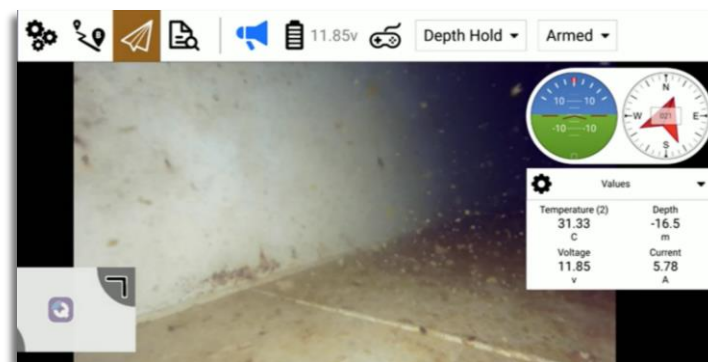 11.85v
Depth Hold
Armed
10 10
-10 -10
N
W 021 E
S
Values
Temperature (2)
31.33
C
Depth
-16.5
m
Voltage
11.85
v
Current
5.78
A